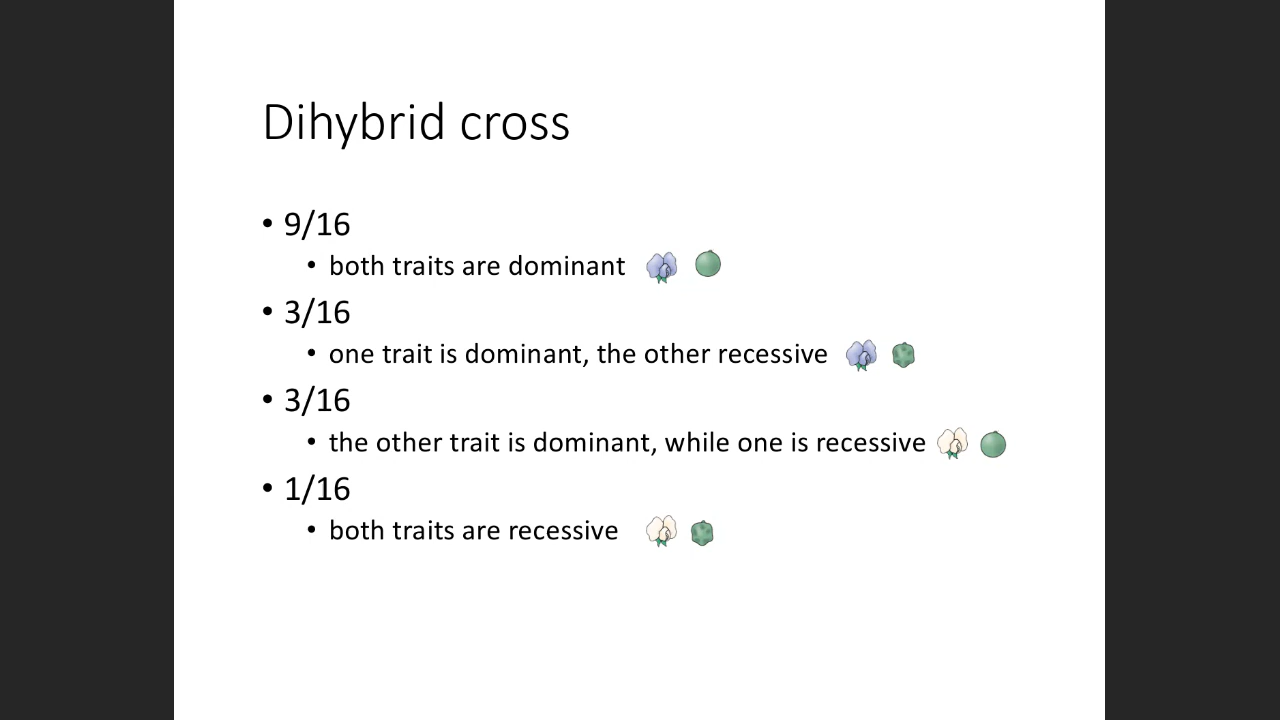 Dihybrid cross
• 9/16
• both traits are dominant
• 3/16
• one trait is dominant, the other recessive
• 3/16
• the other trait is dominant, while one is recessive
• 1/16
• both traits are recessive